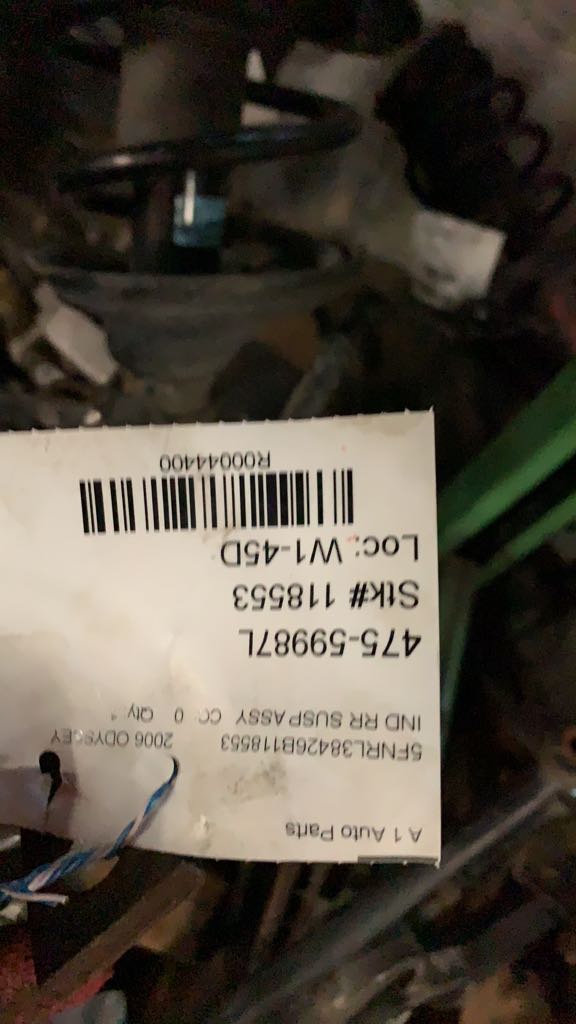 A 1 Auto Parts
5FNRL38426B118553 2006 ODYSSEY
IND RR SUSP ASSY CC: 0 Qty: 1
475-59987L
Stk# 118553
Loc: W1-45D
R00044400